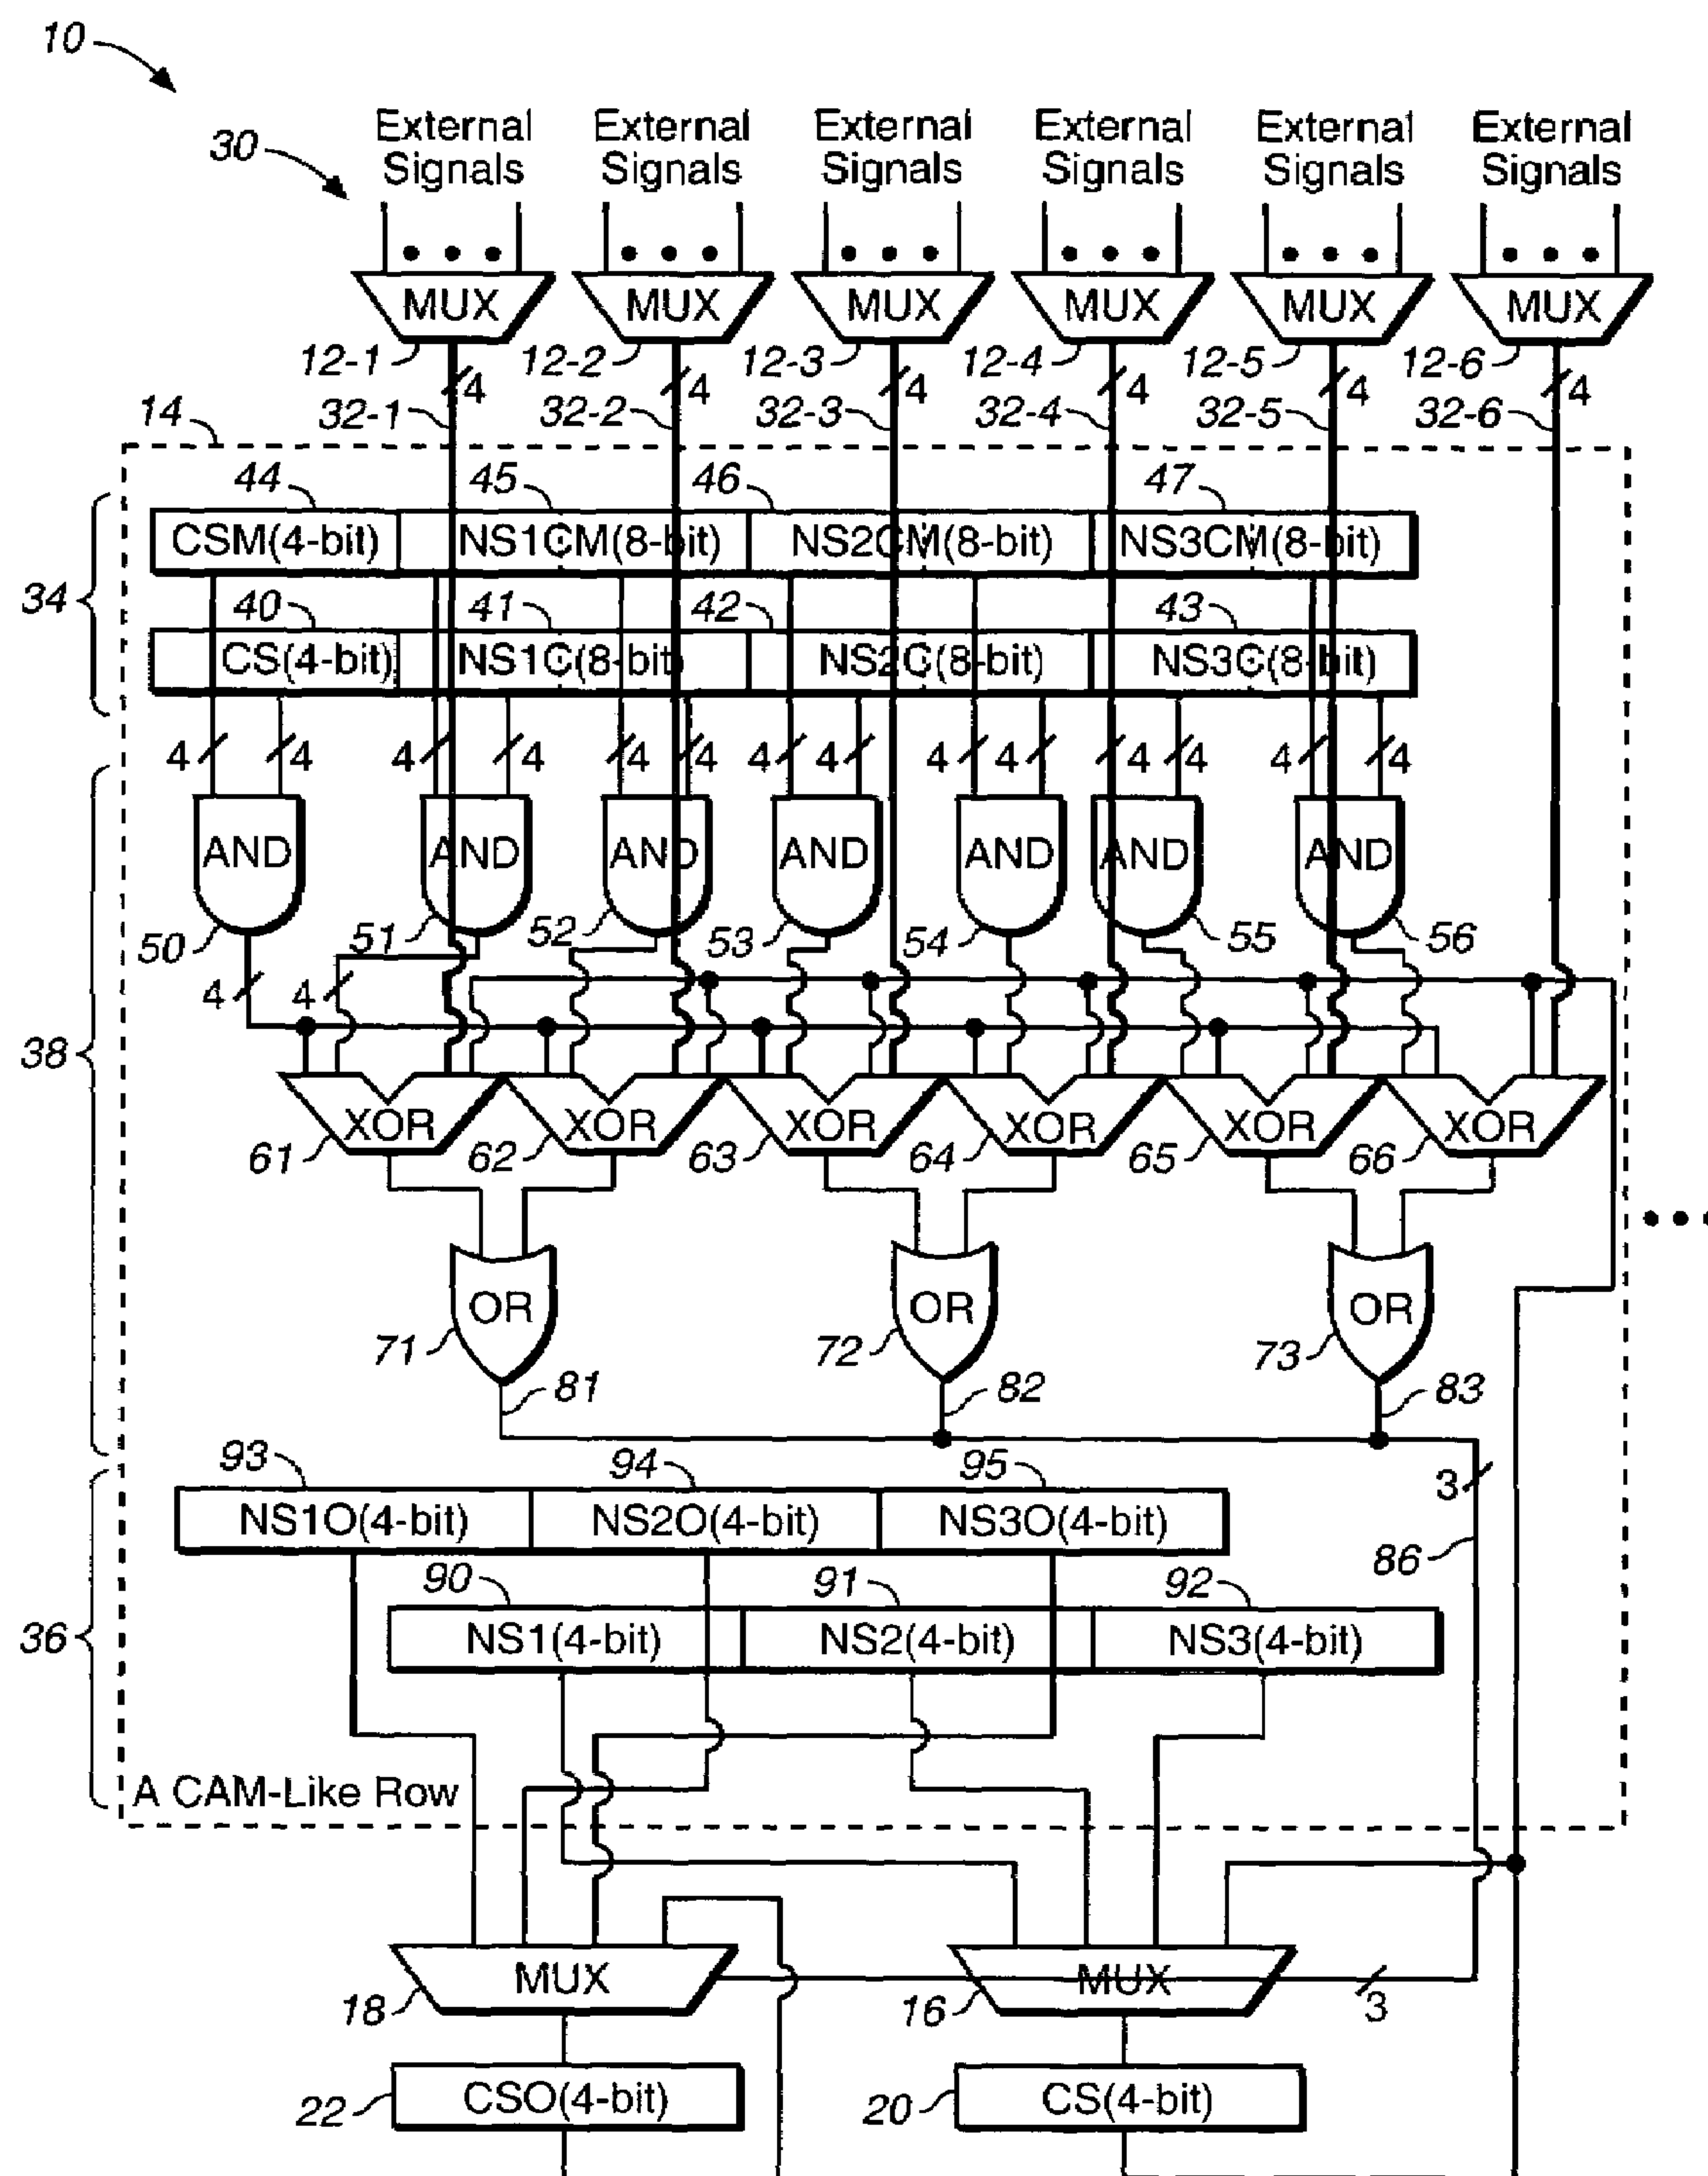 10
30
External Signals
External Signals
External Signals
External Signals
External Signals
External Signals
MUX
MUX
MUX
MUX
MUX
MUX
12-1
12-2
12-3
12-4
12-5
12-6
4
4
4
4
4
4
32-1
32-2
32-3
32-4
32-5
32-6
14
44
45
46
47
34
CSM(4-bit)
NS1CM(8-bit)
NS2CM(8-bit)
NS3CM(8-bit)
40
41
42
43
CS(4-bit)
NS1C(8-bit)
NS2C(8-bit)
NS3C(8-bit)
4
4
4
4
4
4
4
4
4
4
4
4
4
4
AND
AND
AND
AND
AND
AND
AND
50
51
52
53
54
55
56
4
4
38
XOR
XOR
XOR
XOR
XOR
XOR
61
62
63
64
65
66
OR
OR
OR
71
72
73
81
82
83
93
94
95
3
NS1O(4-bit)
NS2O(4-bit)
NS3O(4-bit)
86
90
91
92
36
NS1(4-bit)
NS2(4-bit)
NS3(4-bit)
A CAM-Like Row
MUX
MUX
18
16
3
CSO(4-bit)
CS(4-bit)
22
20